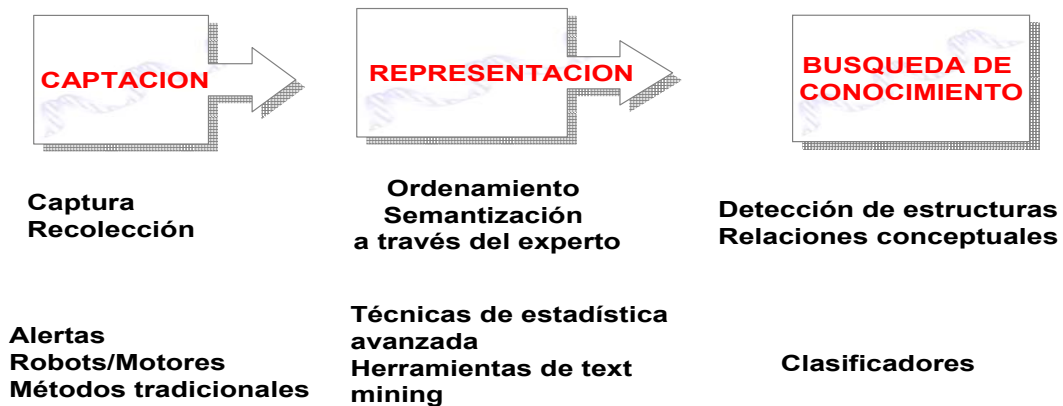 CAPTACION
REPRESENTACION
BUSQUEDA DE
CONOCIMIENTO
Captura
Recolección
Ordenamiento
Semantización
a través del experto
Detección de estructuras
Relaciones conceptuales
Alertas
Robots/Motores
Métodos tradicionales
Técnicas de estadística
avanzada
Herramientas de text
mining
Clasificadores